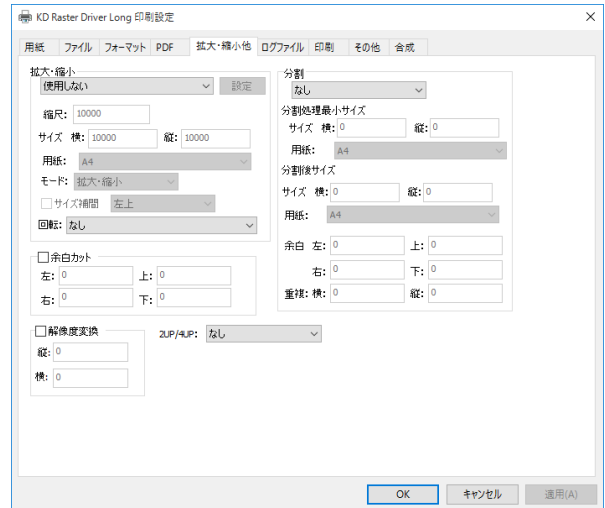 KD Raster Driver Long 印刷設定
用紙 ファイル フォーマット PDF 拡大・縮小他 ログファイル 印刷 その他 合成
拡大・縮小
使用しない 設定
縮尺: 10000
サイズ 横: 10000 縦: 10000
用紙: A4
モード: 拡大・縮小
サイズ補間 左上
回転: なし
余白カット
左: 0 上: 0
右: 0 下: 0
解像度変換
縦: 0
横: 0
2UP/4UP: なし
分割
なし
分割処理最小サイズ
サイズ 横: 0 縦: 0
用紙: A4
分割後サイズ
サイズ 横: 0 縦: 0
用紙: A4
余白 左: 0 上: 0
右: 0 下: 0
重複: 横: 0 縦: 0
OK キャンセル 適用(A)